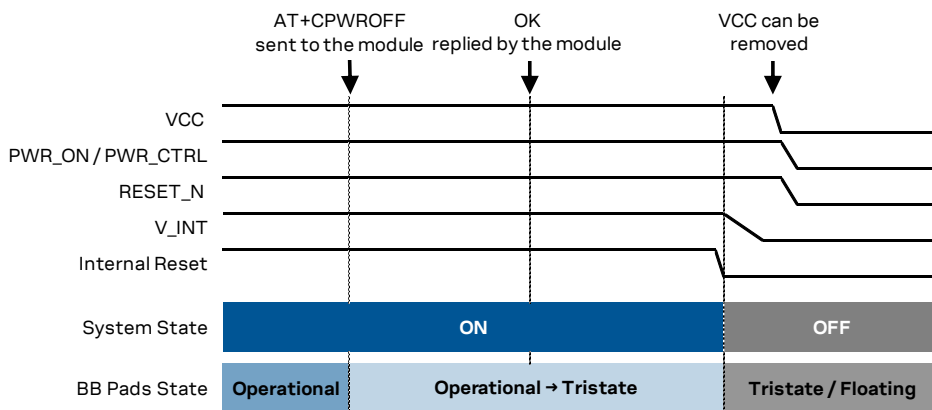 AT+CPWROFF
sent to the module
OK
replied by the module
VCC can be
removed
VCC
PWR_ON / PWR_CTRL
RESET_N
V_INT
Internal Reset
System State
ON
OFF
BB Pads State
Operational
Operational → Tristate
Tristate / Floating